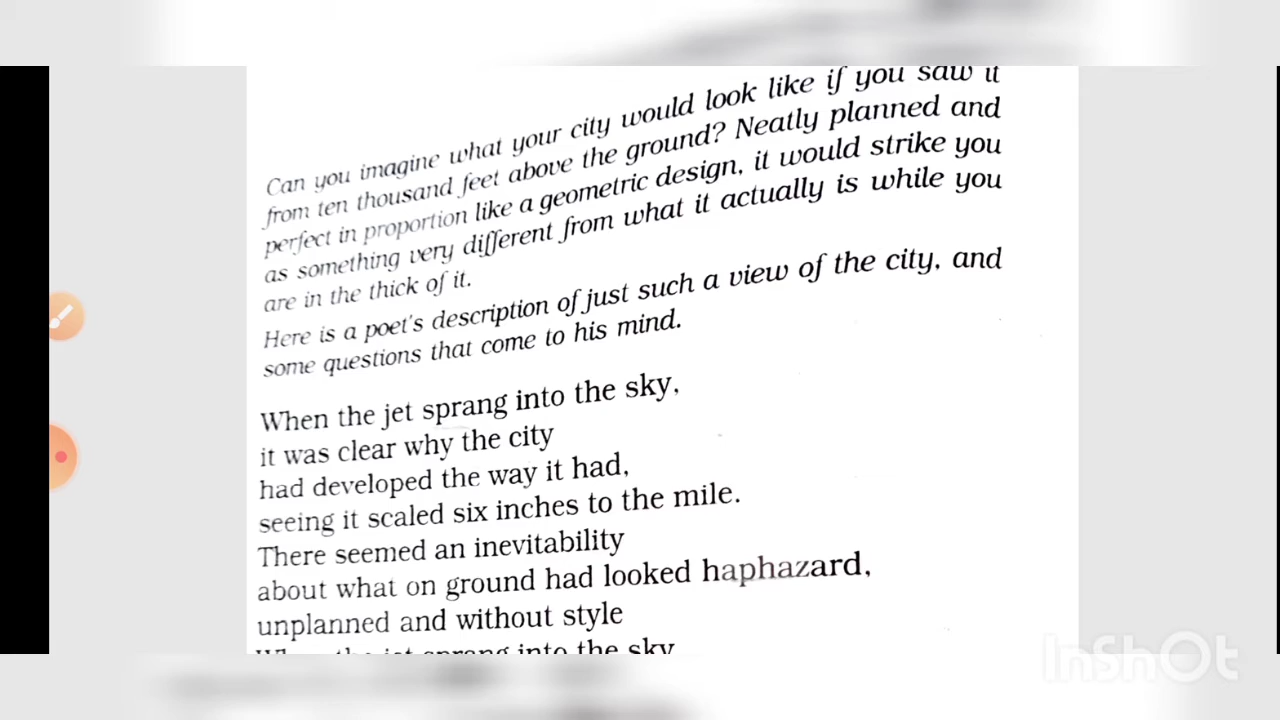 Can you imagine what your city would look like if you saw it
from ten thousand feet above the ground? Neatly planned and
perfect in proportion like a geometric design, it would strike you
as something very different from what it actually is while you
are in the thick of it.
Here is a poet's description of just such a view of the city, and
some questions that come to his mind.
When the jet sprang into the sky,
it was clear why the city
had developed the way it had,
seeing it scaled six inches to the mile.
There seemed an inevitability
about what on ground had looked haphazard,
unplanned and without style
When the jet sprang into the sky
InShOt